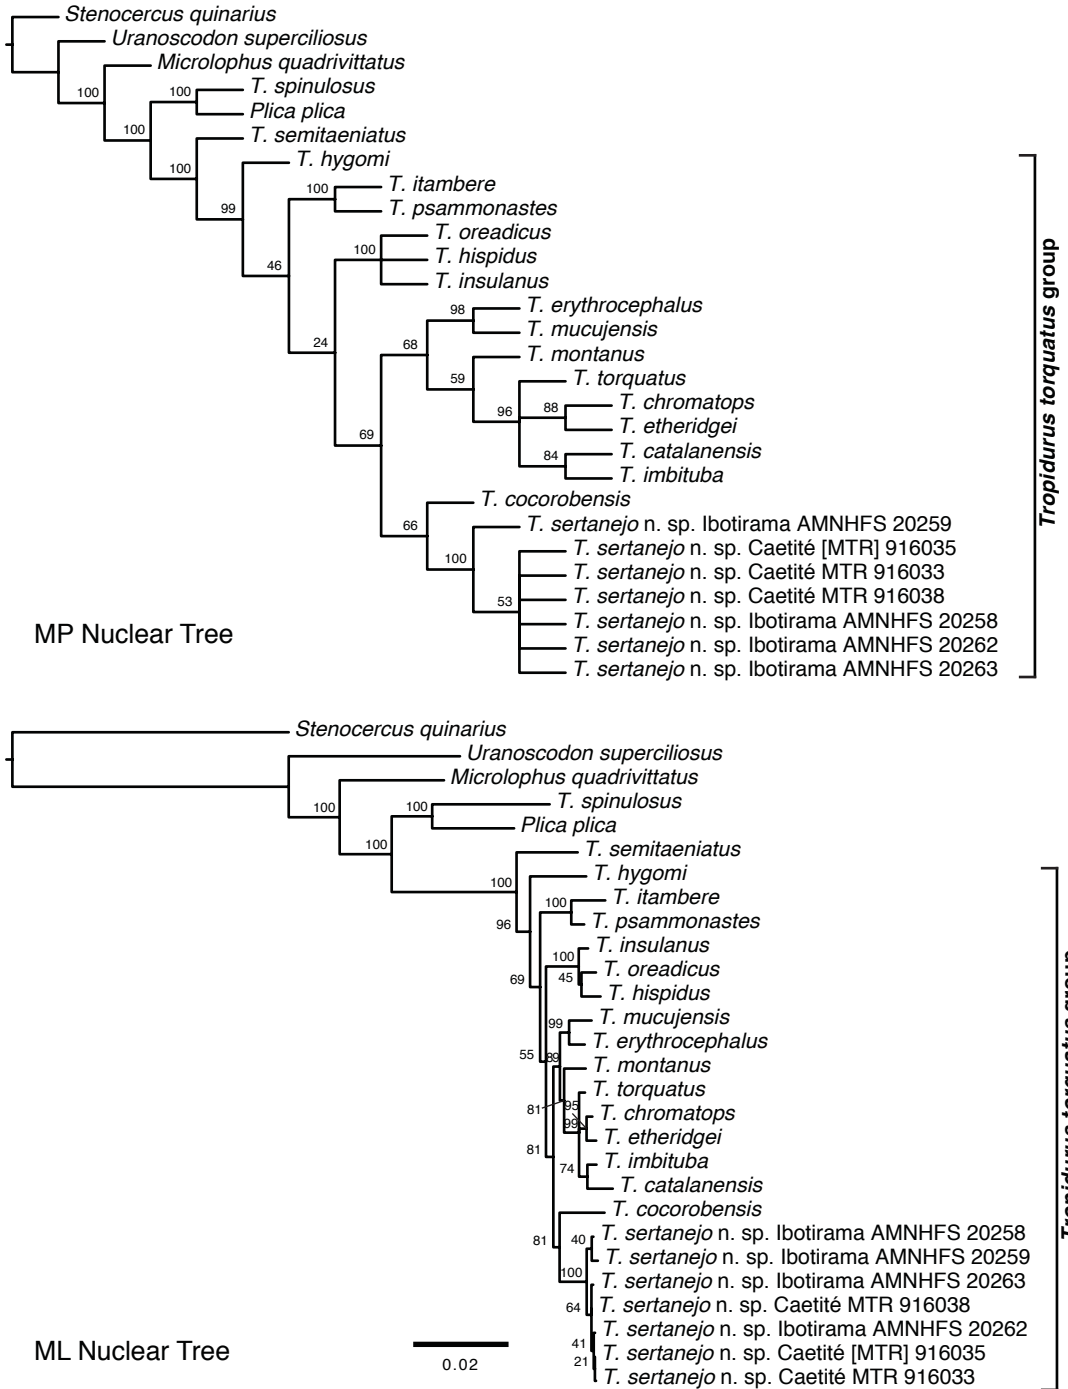 Stenocercus quinarius
Uranoscodon superciliosus
Microlophus quadrivittatus
100
T. spinulosus
100
Plica plica
100
T. semitaeniatus
100
T. hygomi
99
T. itambere
100
T. psammonastes
46
T. oreadicus
100
T. hispidus
T. insulanus
24
T. erythrocephalus
98
T. mucujensis
68
T. montanus
59
T. torquatus
96
T. chromatops
88
T. etheridgei
T. catalanensis
84
T. imbituba
69
T. cocorobensis
66
T. sertanejo n. sp. Ibotirama AMNHFS 20259
100
T. sertanejo n. sp. Caetité [MTR] 916035
T. sertanejo n. sp. Caetité MTR 916033
T. sertanejo n. sp. Caetité MTR 916038
53
T. sertanejo n. sp. Ibotirama AMNHFS 20258
T. sertanejo n. sp. Ibotirama AMNHFS 20262
T. sertanejo n. sp. Ibotirama AMNHFS 20263
Tropidurus torquatus group
MP Nuclear Tree
Stenocercus quinarius
Uranoscodon superciliosus
Microlophus quadrivittatus
100
T. spinulosus
100
Plica plica
100
T. semitaeniatus
100
T. hygomi
96
T. itambere
100
T. psammonastes
69
T. insulanus
100
T. oreadicus
45
T. hispidus
55
T. mucujensis
99
T. erythrocephalus
89
T. montanus
81
T. torquatus
95
T. chromatops
99
T. etheridgei
81
T. imbituba
74
T. catalanensis
T. cocorobensis
81
T. sertanejo n. sp. Ibotirama AMNHFS 20258
40
T. sertanejo n. sp. Ibotirama AMNHFS 20259
100
T. sertanejo n. sp. Ibotirama AMNHFS 20263
64
T. sertanejo n. sp. Caetité MTR 916038
T. sertanejo n. sp. Ibotirama AMNHFS 20262
41
T. sertanejo n. sp. Caetité [MTR] 916035
21
T. sertanejo n. sp. Caetité MTR 916033
Tropidurus torquatus group
ML Nuclear Tree
0.02